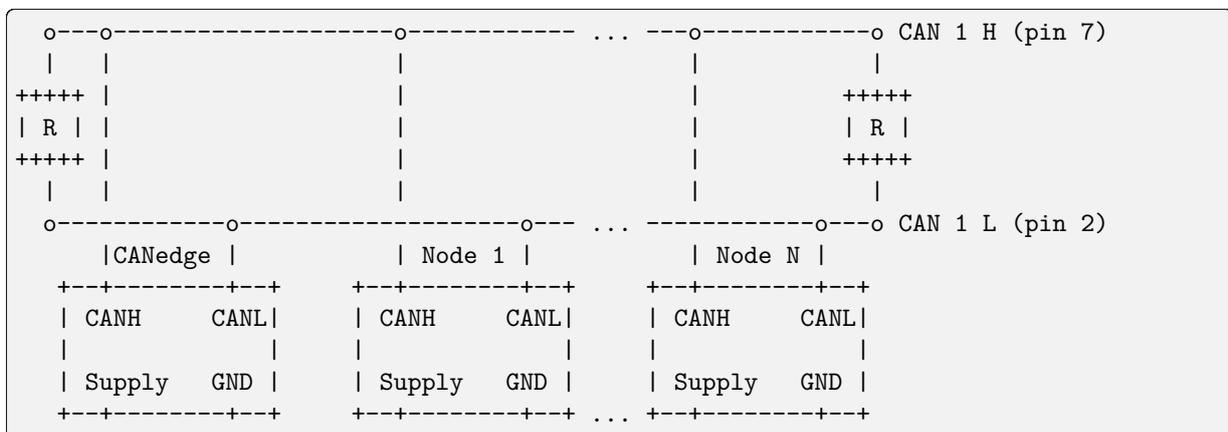 o---o--------------------o------------ ... ---o------------o CAN 1 H (pin 7)
  |   |                    |                    |            |
+++++ |                    |                    |          +++++
| R | |                    |                    |          | R |
+++++ |                    |                    |          +++++
  |   |                    |                    |            |
  o------------o--------------------o--- ... ------------o---o CAN 1 L (pin 2)
      |CANedge |           | Node 1 |           | Node N |
   +--+--------+--+     +--+--------+--+     +--+--------+--+
   | CANH     CANL|     | CANH     CANL|     | CANH     CANL|
   |              |     |              |     |              |
   | Supply   GND |     | Supply   GND |     | Supply   GND |
   +--+--------+--+     +--+--------+--+ ... +--+--------+--+